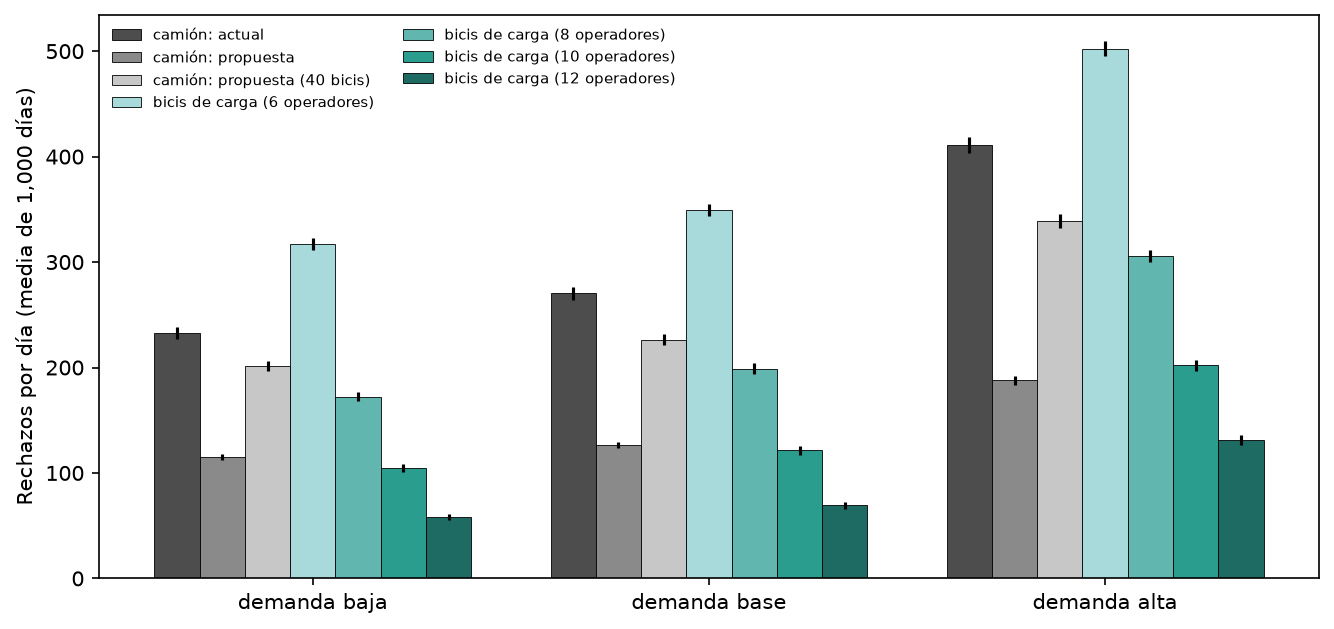 camión: actual
camión: propuesta
camión: propuesta (40 bicis)
bicis de carga (6 operadores)
bicis de carga (8 operadores)
bicis de carga (10 operadores)
bicis de carga (12 operadores)
Rechazos por día (media de 1,000 días)
500
400
300
200
100
0
demanda baja
demanda base
demanda alta